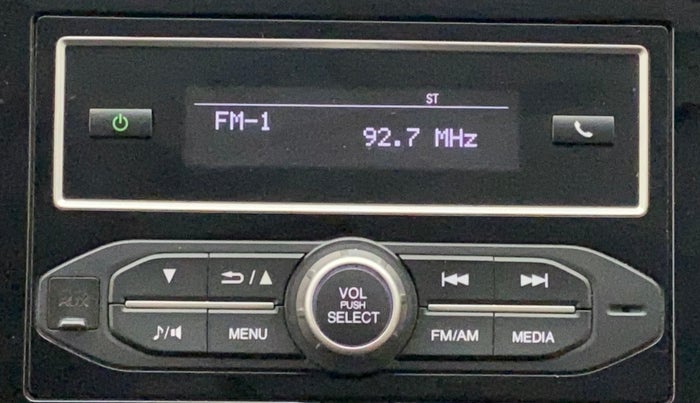 ST
FM-1
92.7 MHz
VOL
PUSH
SELECT
MENU
FM/AM
MEDIA
AUX